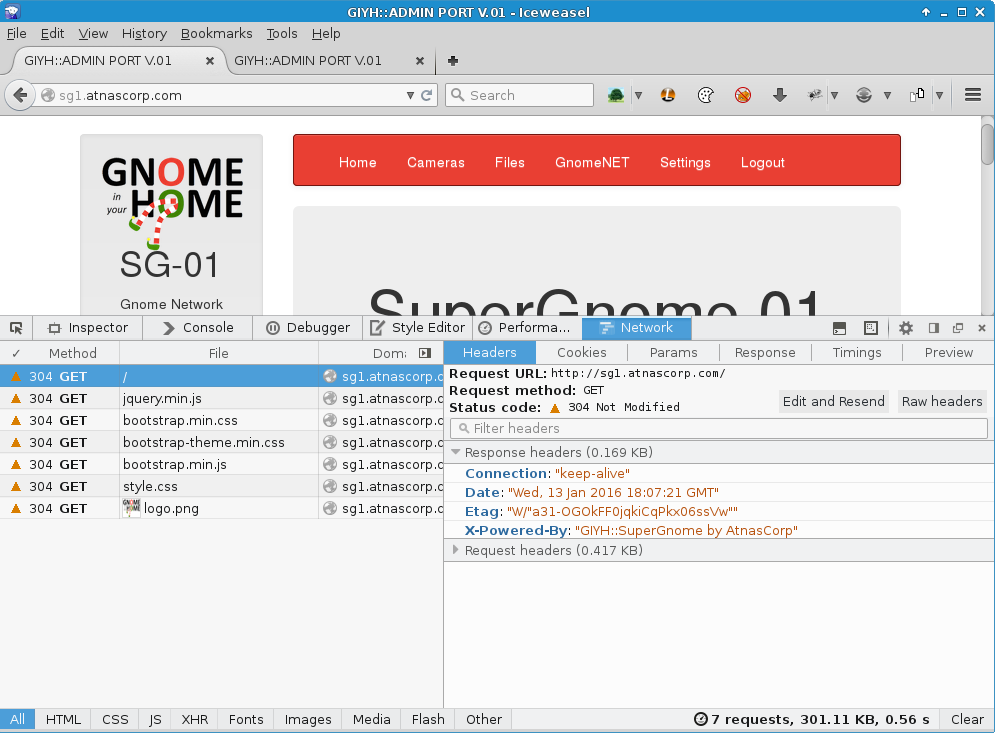 GIYH::ADMIN PORT V.01 - Iceweasel
File Edit View History Bookmarks Tools Help
GIYH::ADMIN PORT V.01 GIYH::ADMIN PORT V.01
sg1.atnascorp.com Search
Home Cameras Files GnomeNET Settings Logout
GNOME
in your HOME
SG-01
Gnome Network
SuperGnome 01
Inspector Console Debugger Style Editor Performa... Network
✓ Method File Doma
Headers Cookies Params Response Timings Preview
304 GET / sg1.atnascorp.c
304 GET jquery.min.js sg1.atnascorp.c
304 GET bootstrap.min.css sg1.atnascorp.c
304 GET bootstrap-theme.min.css sg1.atnascorp.c
304 GET bootstrap.min.js sg1.atnascorp.c
304 GET style.css sg1.atnascorp.c
304 GET logo.png sg1.atnascorp.c
Request URL: http://sg1.atnascorp.com/
Request method: GET
Status code: 304 Not Modified
Edit and Resend Raw headers
Filter headers
Response headers (0.169 KB)
Connection: "keep-alive"
Date: "Wed, 13 Jan 2016 18:07:21 GMT"
Etag: "W/"a31-OGOkFF0jqkiCqPkx06ssVw""
X-Powered-By: "GIYH::SuperGnome by AtnasCorp"
Request headers (0.417 KB)
All HTML CSS JS XHR Fonts Images Media Flash Other 7 requests, 301.11 KB, 0.56 s Clear